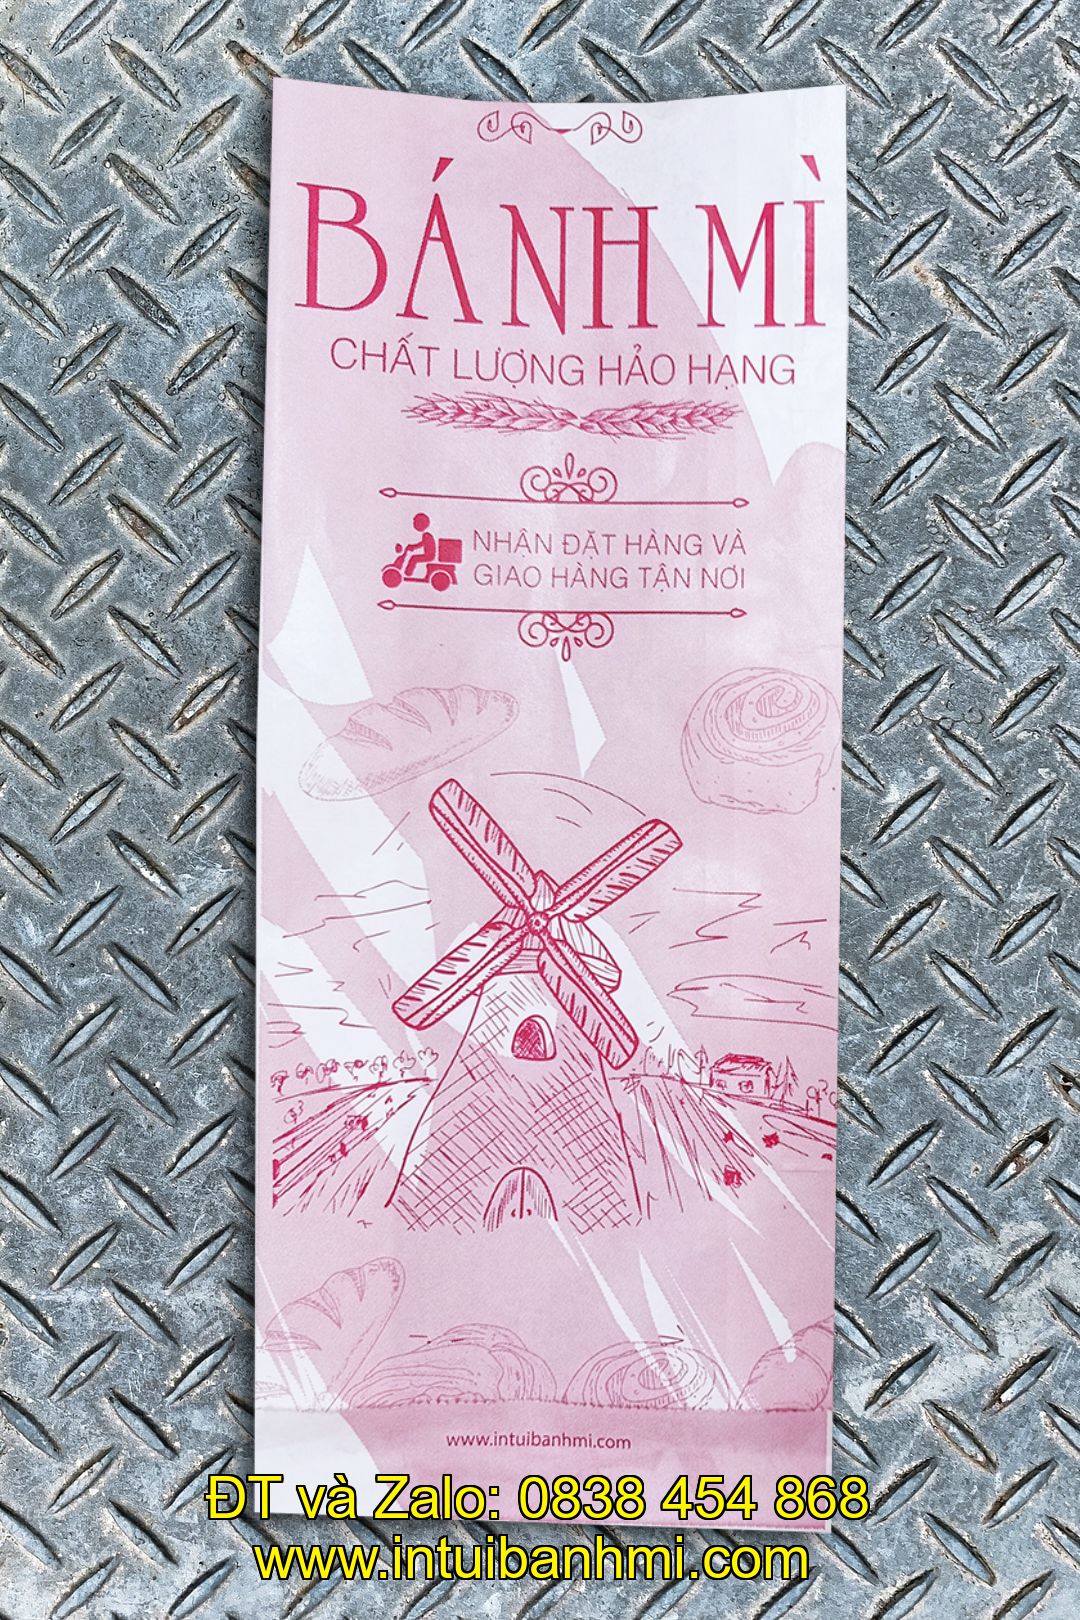 BÁNH MÌ
CHẤT LƯỢNG HẢO HẠNG
NHẬN ĐẶT HÀNG VÀ
GIAO HÀNG TẬN NƠI
www.intuibanhmi.com
ĐT và Zalo: 0838 454 868
www.intuibanhmi.com